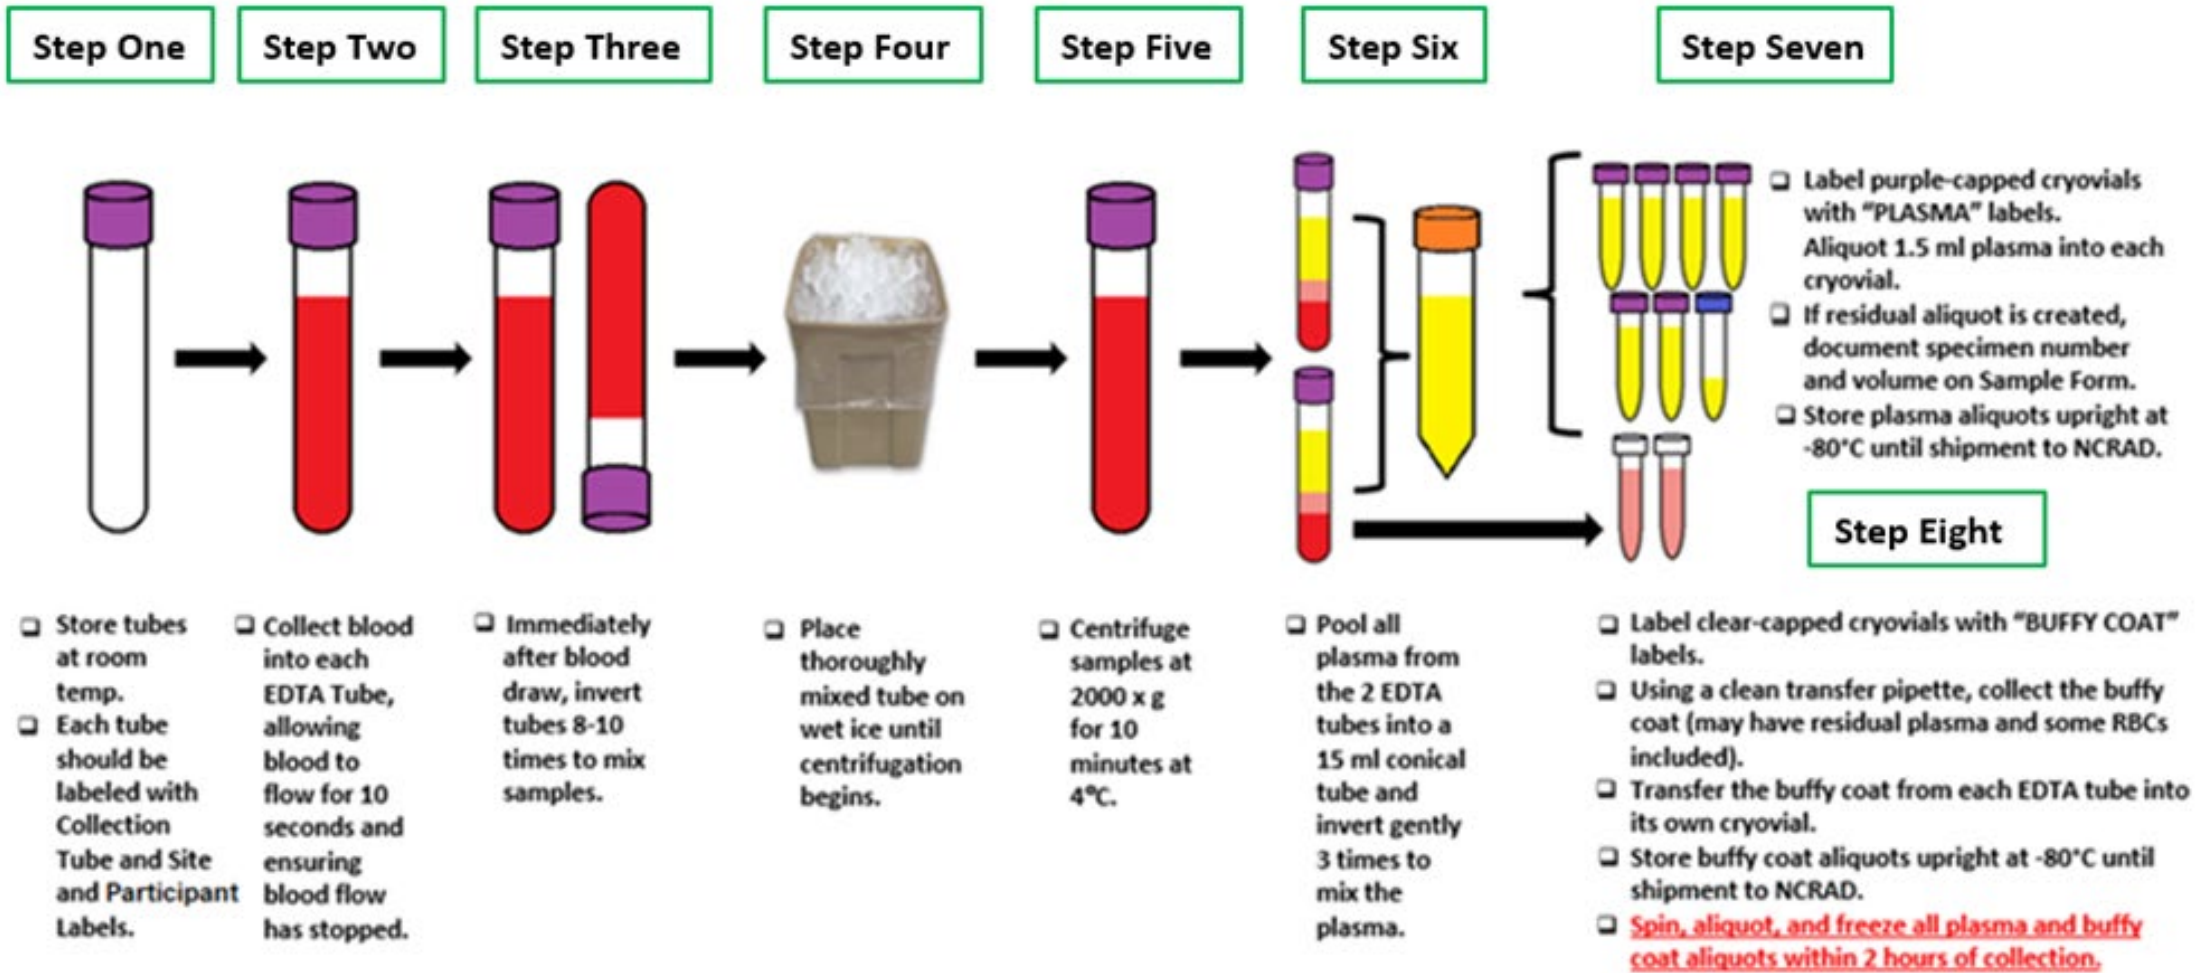 Step One
Step Two
Step Three
Step Four
Step Five
Step Six
Step Seven
❑ Label purple-capped cryovials
with “PLASMA” labels.
Aliquot 1.5 ml plasma into each
cryovial.
❑ If residual aliquot is created,
document specimen number
and volume on Sample Form.
❑ Store plasma aliquots upright at
-80°C until shipment to NCRAD.
Step Eight
❑ Store tubes
at room
temp.
❑ Each tube
should be
labeled with
Collection
Tube and Site
and Participant
Labels.
❑ Collect blood
into each
EDTA Tube,
allowing
blood to
flow for 10
seconds and
ensuring
blood flow
has stopped.
❑ Immediately
after blood
draw, invert
tubes 8-10
times to mix
samples.
❑ Place
thoroughly
mixed tube on
wet ice until
centrifugation
begins.
❑ Centrifuge
samples at
2000 x g
for 10
minutes at
4°C.
❑ Pool all
plasma from
the 2 EDTA
tubes into a
15 ml conical
tube and
invert gently
3 times to
mix the
plasma.
❑ Label clear-capped cryovials with “BUFFY COAT”
labels.
❑ Using a clean transfer pipette, collect the buffy
coat (may have residual plasma and some RBCs
included).
❑ Transfer the buffy coat from each EDTA tube into
its own cryovial.
❑ Store buffy coat aliquots upright at -80°C until
shipment to NCRAD.
❑ Spin, aliquot, and freeze all plasma and buffy
coat aliquots within 2 hours of collection.